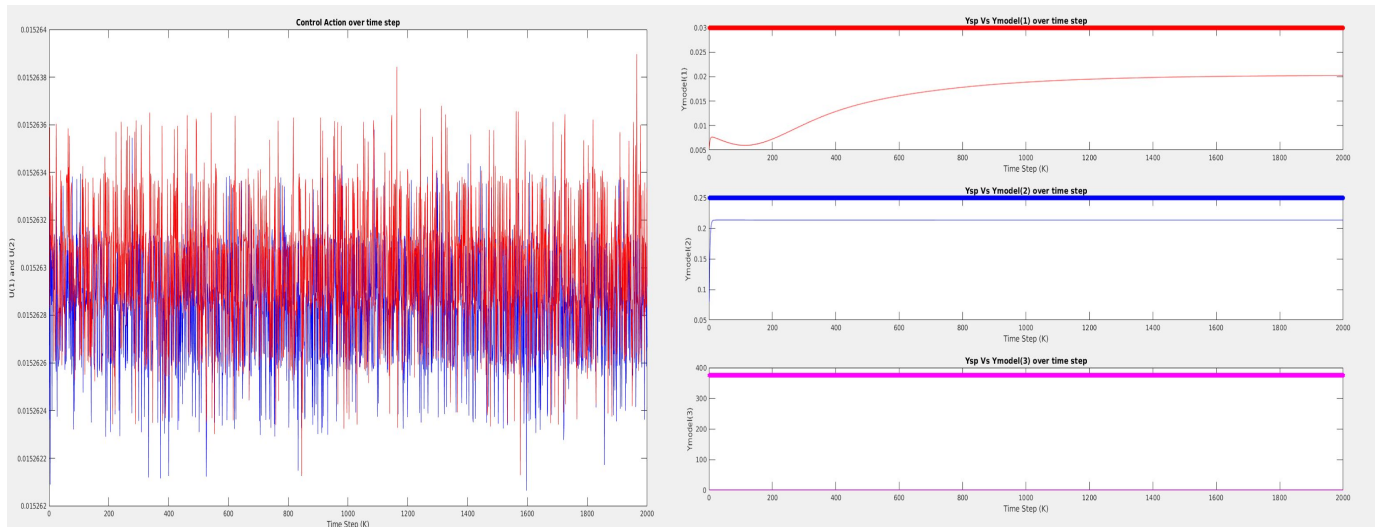 Control Action over time step
0.015264
0.0152638
0.0152636
0.0152634
0.0152632
0.015263
0.0152628
0.0152626
0.0152624
0.0152622
0.015262
U(1) and U(2)
0 200 400 600 800 1000 1200 1400 1600 1800 2000
Time Step (K)
Ysp Vs Ymodel(1) over time step
0.03
0.025
0.02
0.015
0.01
0.005
Ymodel(1)
0 200 400 600 800 1000 1200 1400 1600 1800 2000
Time Step (K)
Ysp Vs Ymodel(2) over time step
0.25
0.2
0.15
0.1
0.05
Ymodel(2)
0 200 400 600 800 1000 1200 1400 1600 1800 2000
Time Step (K)
Ysp Vs Ymodel(3) over time step
400
300
200
100
0
Ymodel(3)
0 200 400 600 800 1000 1200 1400 1600 1800 2000
Time Step (K)